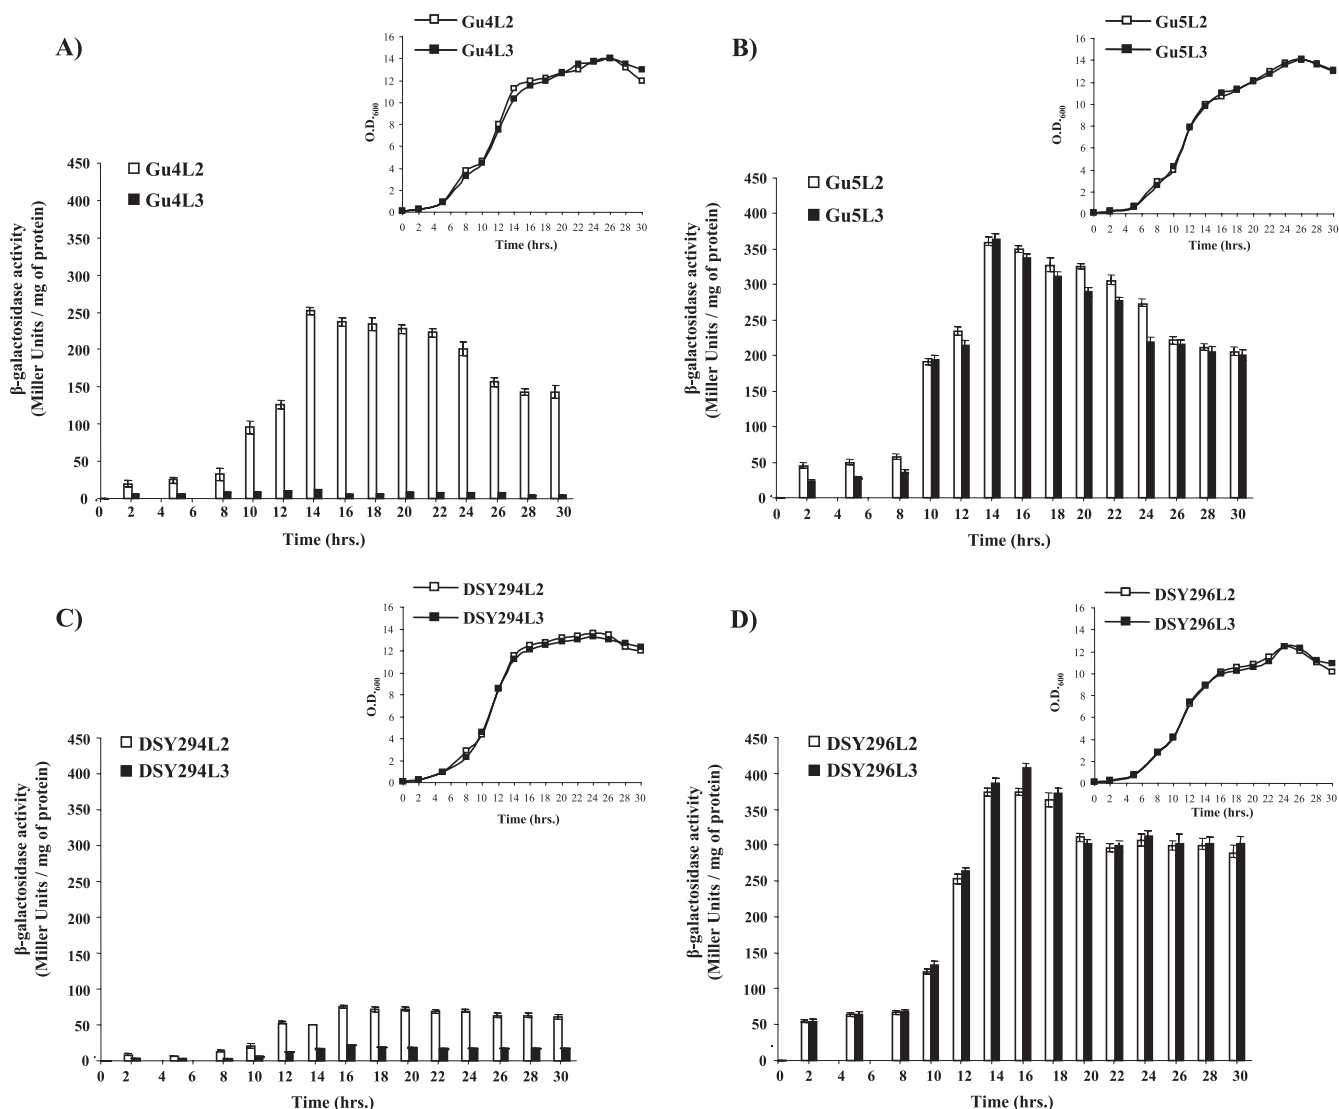 A)
Gu4L2
Gu4L3
16
14
12
10
8
6
4
2
0
O.D.600
0 2 4 6 8 10 12 14 16 18 20 22 24 26 28 30
Time (hrs.)
Gu4L2
Gu4L3
450
400
350
300
250
200
150
100
50
0
β-galactosidase activity
(Miller Units / mg of protein)
0 2 4 6 8 10 12 14 16 18 20 22 24 26 28 30
Time (hrs.)
B)
Gu5L2
Gu5L3
16
14
12
10
8
6
4
2
0
O.D.600
0 2 4 6 8 10 12 14 16 18 20 22 24 26 28 30
Time (hrs.)
Gu5L2
Gu5L3
450
400
350
300
250
200
150
100
50
0
β-galactosidase activity
(Miller Units / mg of protein)
0 2 4 6 8 10 12 14 16 18 20 22 24 26 28 30
Time (hrs.)
C)
DSY294L2
DSY294L3
16
14
12
10
8
6
4
2
0
O.D.600
0 2 4 6 8 10 12 14 16 18 20 22 24 26 28 30
Time (hrs.)
DSY294L2
DSY294L3
450
400
350
300
250
200
150
100
50
0
β-galactosidase activity
(Miller Units / mg of protein)
0 2 4 6 8 10 12 14 16 18 20 22 24 26 28 30
Time (hrs.)
D)
DSY296L2
DSY296L3
16
14
12
10
8
6
4
2
0
O.D.600
0 2 4 6 8 10 12 14 16 18 20 22 24 26 28 30
Time (hrs.)
DSY296L2
DSY296L3
450
400
350
300
250
200
150
100
50
0
β-galactosidase activity
(Miller Units / mg of protein)
0 2 4 6 8 10 12 14 16 18 20 22 24 26 28 30
Time (hrs.)